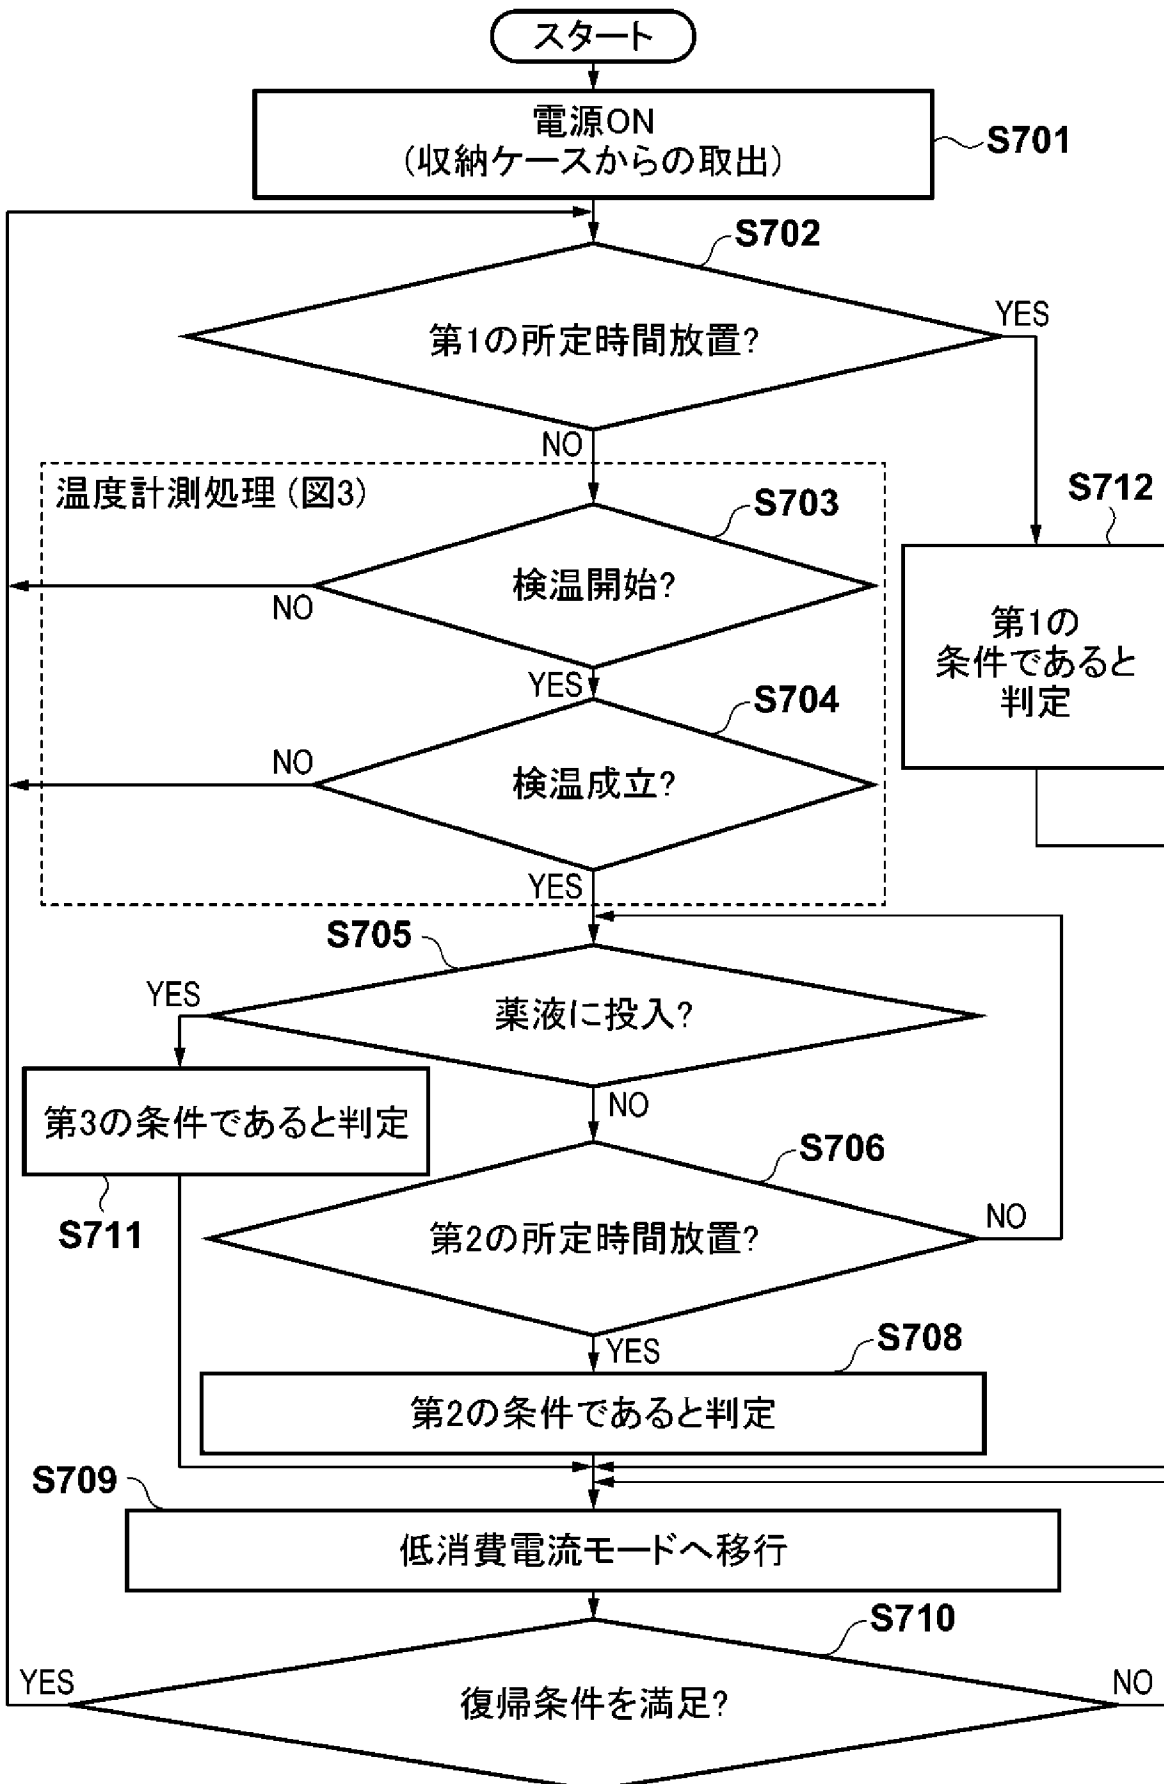 スタート
電源ON
(収納ケースからの取出)
S701
S702
第1の所定時間放置?
YES
NO
温度計測処理(図3)
S703
検温開始?
NO
YES
S712
第1の
条件であると
判定
S704
検温成立?
NO
YES
S705
薬液に投入?
YES
NO
第3の条件であると判定
S711
S706
第2の所定時間放置?
NO
YES
S708
第2の条件であると判定
S709
低消費電流モードへ移行
S710
復帰条件を満足?
YES
NO